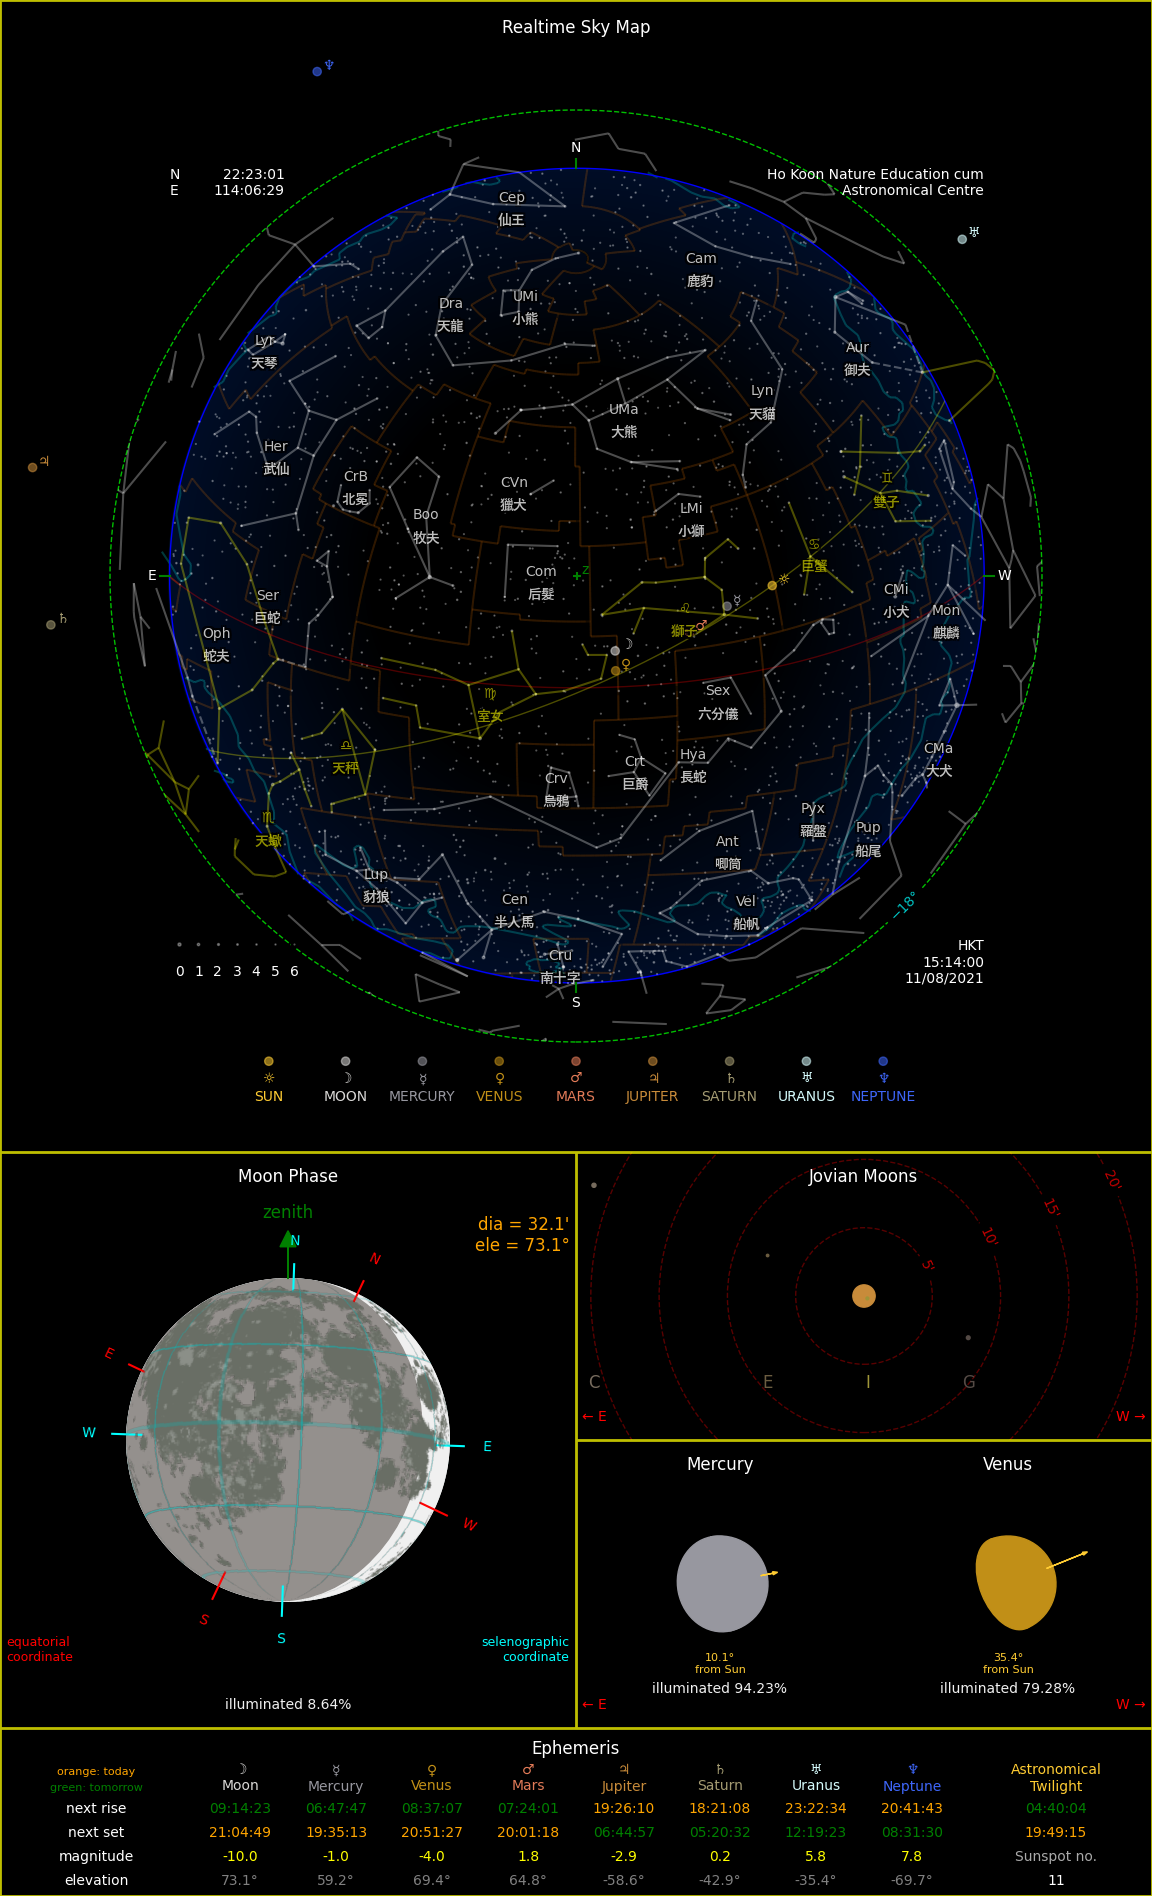 Realtime Sky Map
♆
N
N 22:23:01
E 114:06:29
Ho Koon Nature Education cum
Astronomical Centre
♅
Cep
仙王
Cam
鹿豹
UMi
小熊
Dra
天龍
Lyr
天琴
Aur
御夫
Lyn
天貓
UMa
大熊
Her
武仙
♃
CrB
北冕
CVn
獵犬
♊
雙子
Boo
牧夫
LMi
小獅
♋
巨蟹
E
Com
后髮
Z
☼
W
Ser
巨蛇
♌
獅子
☿
♂
CMi
小犬
Mon
麒麟
♄
Oph
蛇夫
☽
♀
♍
室女
Sex
六分儀
♎
天秤
Crv
烏鴉
Crt
巨爵
Hya
長蛇
CMa
大犬
♏
天蠍
Pyx
羅盤
Pup
船尾
Ant
唧筒
Lup
豺狼
Cen
半人馬
Vel
船帆
−18°
Cru
南十字
S
0 1 2 3 4 5 6
HKT
15:14:00
11/08/2021
☼ ☽ ☿ ♀ ♂ ♃ ♄ ♅ ♆
SUN MOON MERCURY VENUS MARS JUPITER SATURN URANUS NEPTUNE
Moon Phase
zenith
dia = 32.1'
ele = 73.1°
N
N
E
W
E
W
S
S
equatorial
coordinate
selenographic
coordinate
illuminated 8.64%
Jovian Moons
5'
10'
15'
20'
C E I G
← E W →
Mercury Venus
10.1°
from Sun
35.4°
from Sun
illuminated 94.23% illuminated 79.28%
← E W →
Ephemeris
orange: today
green: tomorrow
☽ ☿ ♀ ♂ ♃ ♄ ♅ ♆
Moon Mercury Venus Mars Jupiter Saturn Uranus Neptune
Astronomical
Twilight
next rise 09:14:23 06:47:47 08:37:07 07:24:01 19:26:10 18:21:08 23:22:34 20:41:43 04:40:04
next set 21:04:49 19:35:13 20:51:27 20:01:18 06:44:57 05:20:32 12:19:23 08:31:30 19:49:15
magnitude -10.0 -1.0 -4.0 1.8 -2.9 0.2 5.8 7.8 Sunspot no.
elevation 73.1° 59.2° 69.4° 64.8° -58.6° -42.9° -35.4° -69.7° 11